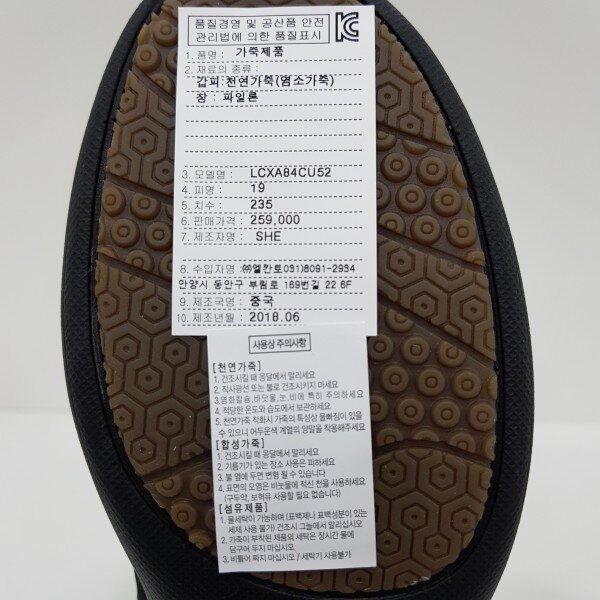 품질경영 및 공산품 안전
관리법에 의한 품질표시
1. 품명 : 가죽제품
2. 재료의 종류 :
갑피:천연가죽(염소가죽)
창 : 파일론
3. 모델명 : LCXA84CU52
4. 피명 : 19
5. 치수 : 235
6. 판매가격 : 259,000
7. 제조자명 : SHE
8. 수입자명 : ㈜엘칸토031)8091-2934
안양시 동안구 부림로 169번길 22 6F
9. 제조국명 : 중국
10. 제조년월 : 2018.06
사용상 주의사항
[천연가죽]
1. 건조시킬 때 응달에서 말리세요
2. 직사광선 또는 불로 건조시키지 마세요
3. 염화칼슘, 바닷물, 눈, 비에 특히 주의하세요
4. 적당한 온도와 습도에서 보관하세요
5. 천연가죽 착화시 가죽의 특성상 물빠짐이 있을
수 있으니 어두운색 계열의 양말을 착용해주세요
[합성가죽]
1. 건조시킬 때 응달에서 말리세요
2. 기름기가 있는 장소 사용은 피하세요
3. 불 옆에 두면 변형 될 수 있습니다
4. 표면의 오염은 비눗물에 적신 천을 사용하세요
(구두약, 보혁유 사용할 필요 없습니다)
[섬유제품]
1. 물세탁이 가능하며 (표백제나 표백성분이 있는
세제 사용 불가) 건조시 그늘에서 말리십시오
2. 가죽이 부착된 제품의 세탁은 장시간 물에
담구어 두지 마십시오
3. 비틀어 짜지 마십시오 / 세탁기 사용불가